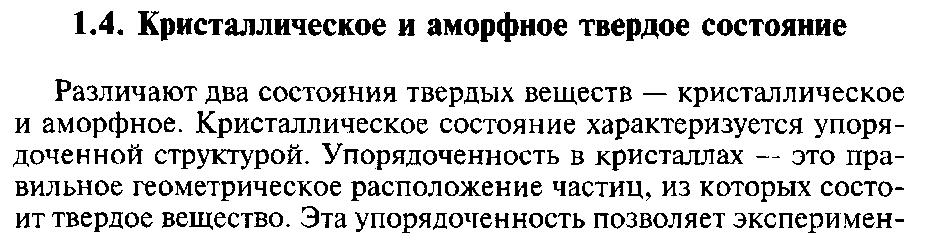 1.4. Кристаллическое и аморфное твердое состояние
Различают два состояния твердых веществ — кристаллическое
и аморфное. Кристаллическое состояние характеризуется упоря-
доченной структурой. Упорядоченность в кристаллах — это пра-
вильное геометрическое расположение частиц, из которых состо-
ит твердое вещество. Эта упорядоченность позволяет эксперимен-